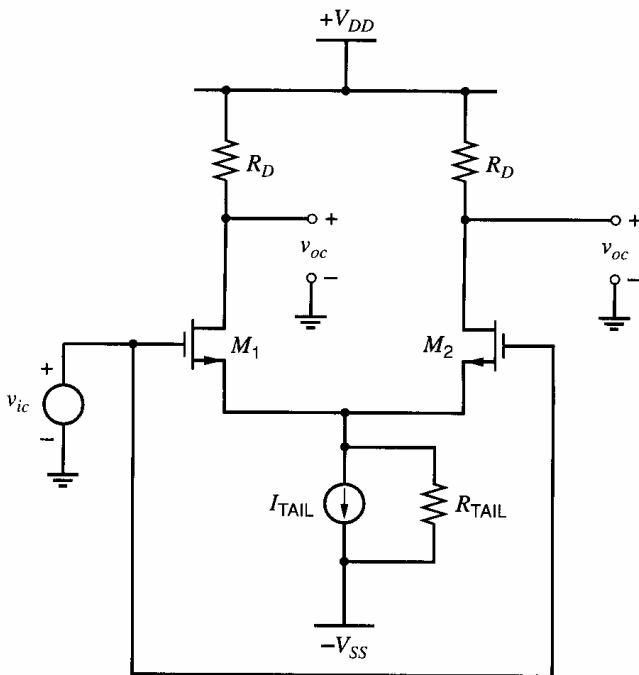 +V_DD
R_D
R_D
+
v_oc
−
+
v_oc
−
M_1
M_2
+
v_ic
−
I_TAIL
R_TAIL
−V_SS